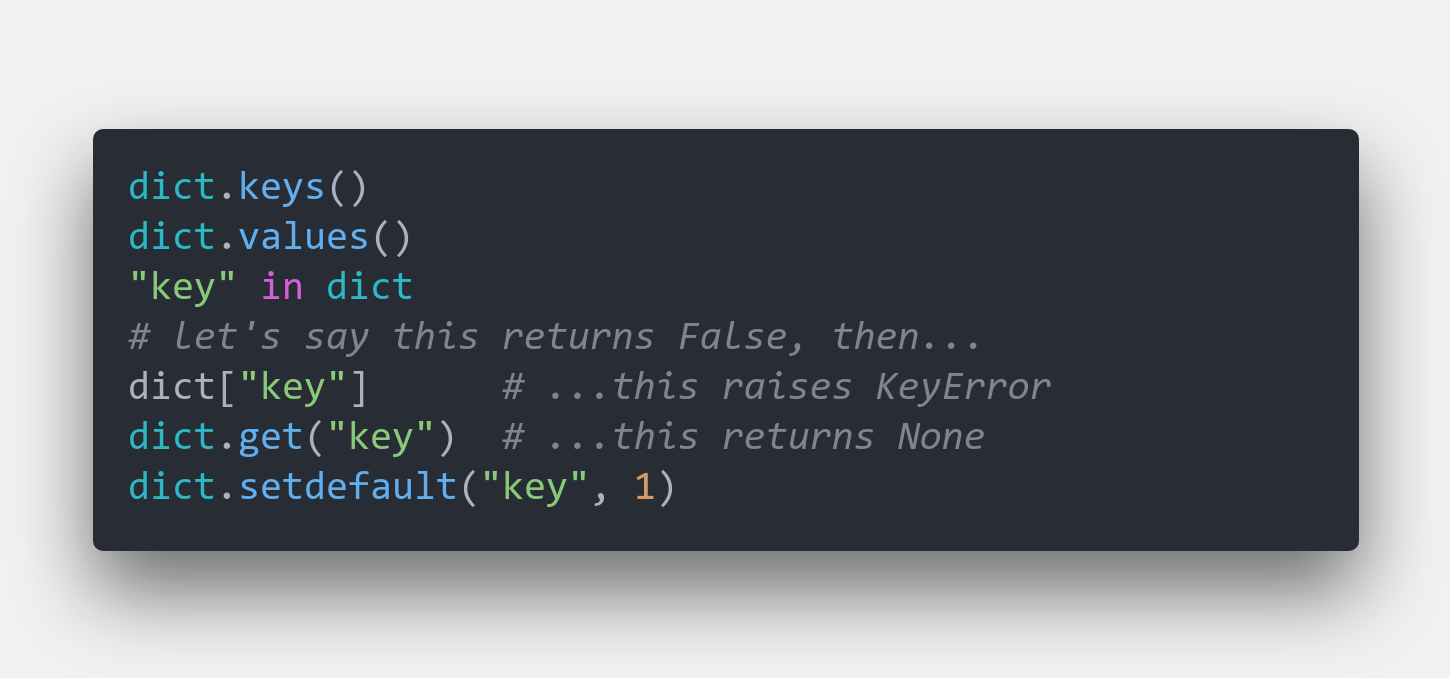 dict.keys()
dict.values()
"key" in dict
# let's say this returns False, then...
dict["key"]      # ...this raises KeyError
dict.get("key")  # ...this returns None
dict.setdefault("key", 1)